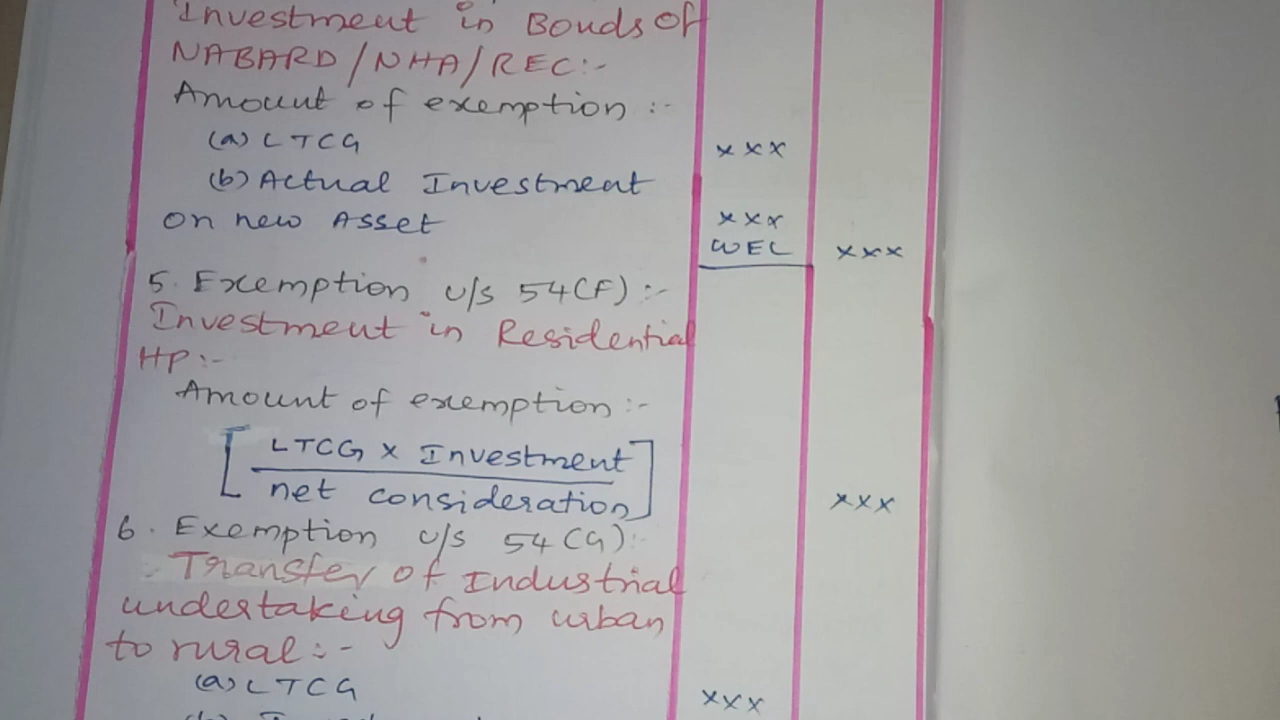 Investment in Bonds Of
NABARD/NHA/REC:-
Amount of exemption :-
(a) LTCG xxx
(b) Actual Investment
on new Asset xxx
WEL xxx
5. Exemption u/s 54(F):-
Investment in Residential
HP:-
Amount of exemption:-
[LTCG x Investment
net consideration] xxx
6. Exemption u/s 54(G):-
Transfer of Industrial
undertaking from urban
to rural:-
(a) LTCG xxx